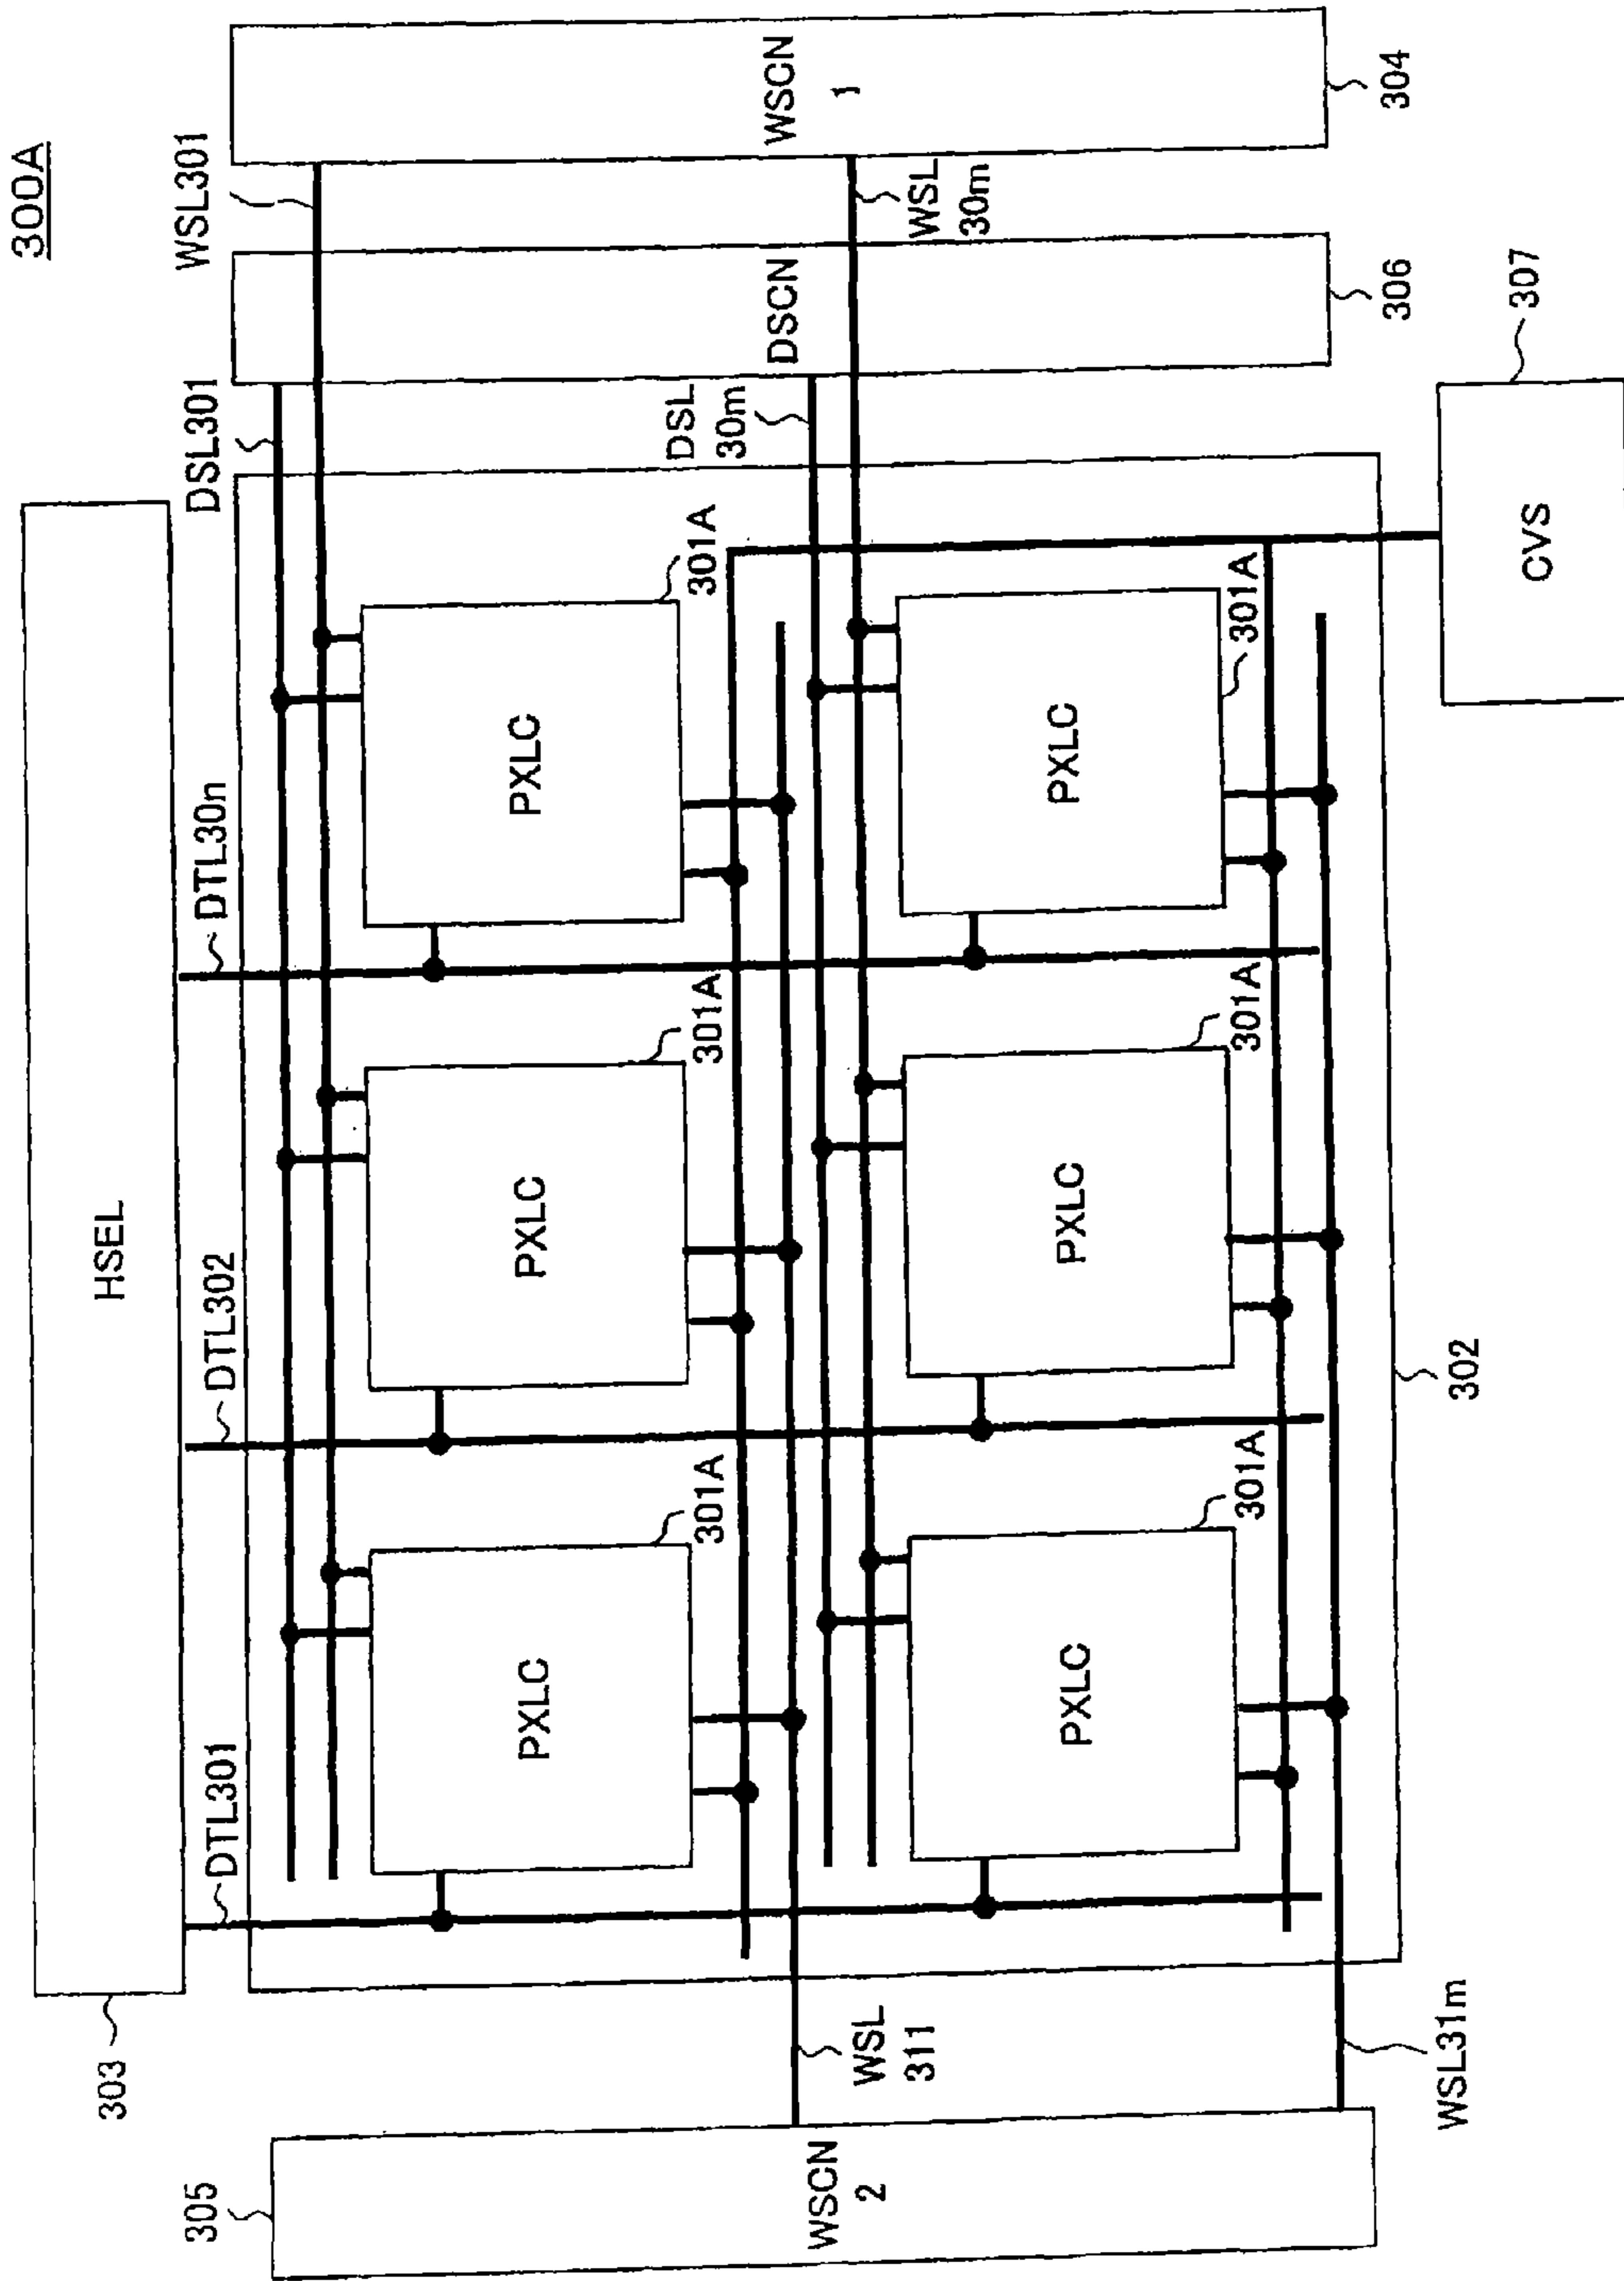 300A
HSEL
303
DTL301
DTL302
DTL30n
DSL301
WSL301
305
WSCN
2
PXLC
301A
PXLC
301A
PXLC
301A
DSL
30m
DSCN
306
WSCN
1
304
WSL
30m
WSL
311
PXLC
301A
PXLC
301A
PXLC
301A
WSL31m
302
CVS
307